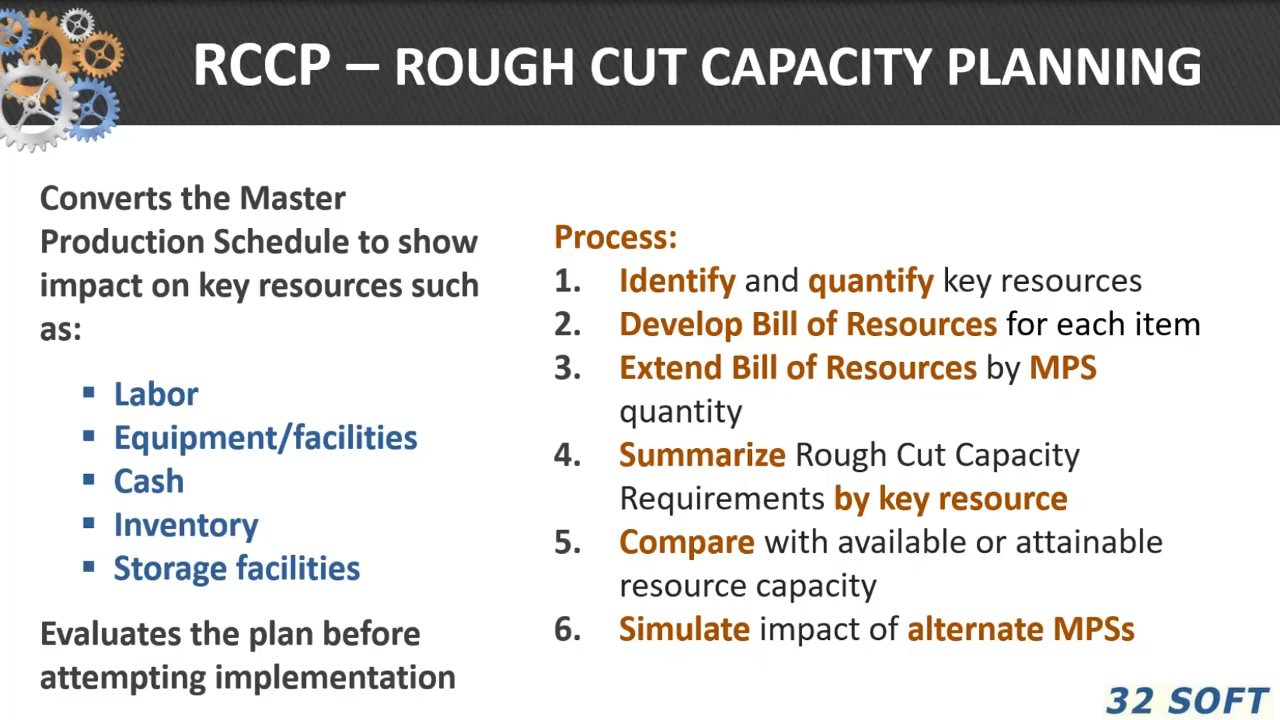 RCCP – ROUGH CUT CAPACITY PLANNING
Converts the Master
Production Schedule to show
impact on key resources such
as:
▪ Labor
▪ Equipment/facilities
▪ Cash
▪ Inventory
▪ Storage facilities
Evaluates the plan before
attempting implementation
Process:
1. Identify and quantify key resources
2. Develop Bill of Resources for each item
3. Extend Bill of Resources by MPS
quantity
4. Summarize Rough Cut Capacity
Requirements by key resource
5. Compare with available or attainable
resource capacity
6. Simulate impact of alternate MPSs
32 SOFT